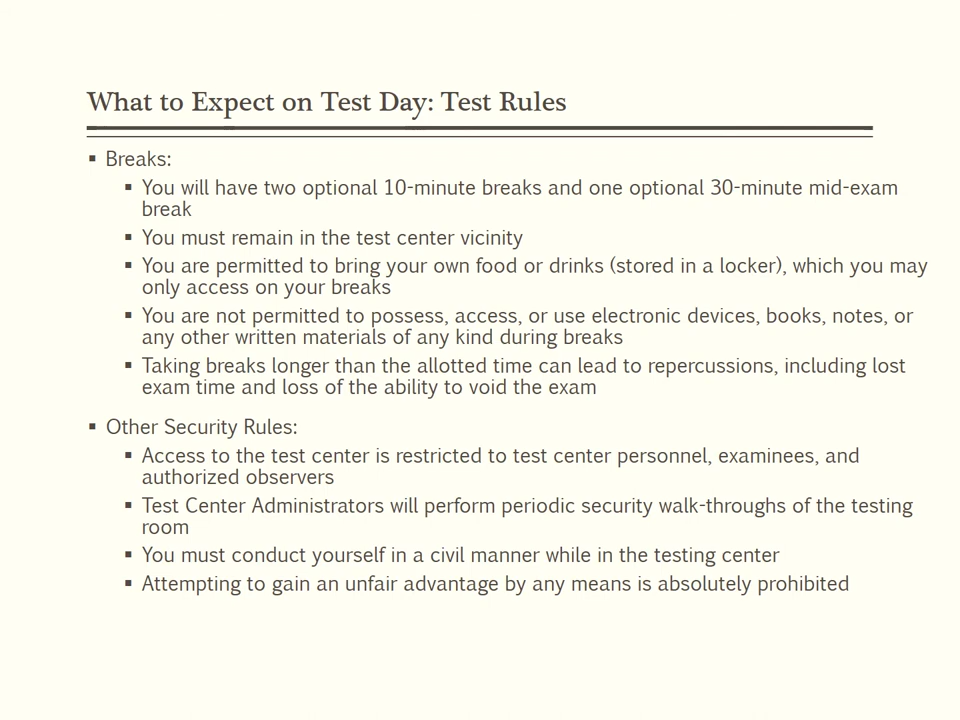 What to Expect on Test Day: Test Rules
▪ Breaks:
▪ You will have two optional 10-minute breaks and one optional 30-minute mid-exam
break
▪ You must remain in the test center vicinity
▪ You are permitted to bring your own food or drinks (stored in a locker), which you may
only access on your breaks
▪ You are not permitted to possess, access, or use electronic devices, books, notes, or
any other written materials of any kind during breaks
▪ Taking breaks longer than the allotted time can lead to repercussions, including lost
exam time and loss of the ability to void the exam
▪ Other Security Rules:
▪ Access to the test center is restricted to test center personnel, examinees, and
authorized observers
▪ Test Center Administrators will perform periodic security walk-throughs of the testing
room
▪ You must conduct yourself in a civil manner while in the testing center
▪ Attempting to gain an unfair advantage by any means is absolutely prohibited